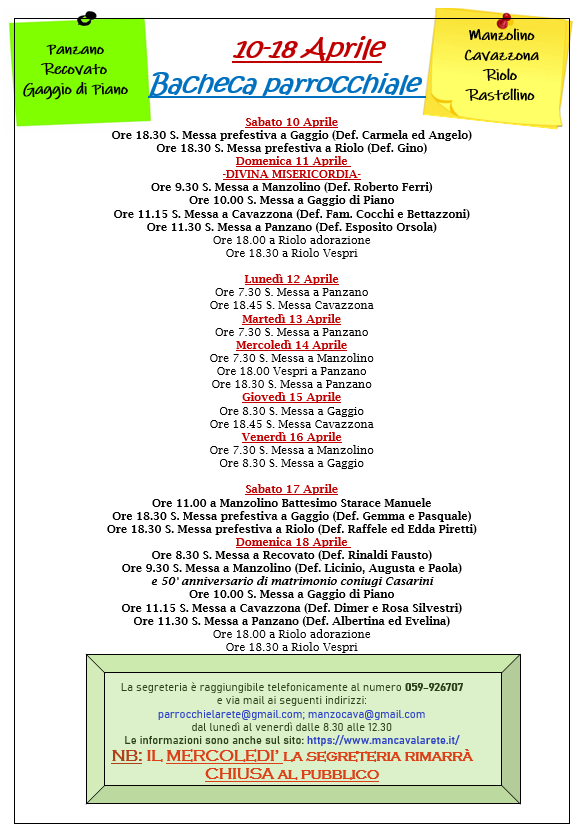 Panzano
Recovato
Gaggio di Piano
10-18 Aprile
Bacheca parrocchiale
Manzolino
Cavazzona
Riolo
Rastellino
Sabato 10 Aprile
Ore 18.30 S. Messa prefestiva a Gaggio (Def. Carmela ed Angelo)
Ore 18.30 S. Messa prefestiva a Riolo (Def. Gino)
Domenica 11 Aprile
-DIVINA MISERICORDIA-
Ore 9.30 S. Messa a Manzolino (Def. Roberto Ferri)
Ore 10.00 S. Messa a Gaggio di Piano
Ore 11.15 S. Messa a Cavazzona (Def. Fam. Cocchi e Bettazzoni)
Ore 11.30 S. Messa a Panzano (Def. Esposito Orsola)
Ore 18.00 a Riolo adorazione
Ore 18.30 a Riolo Vespri
Lunedì 12 Aprile
Ore 7.30 S. Messa a Panzano
Ore 18.45 S. Messa Cavazzona
Martedì 13 Aprile
Ore 7.30 S. Messa a Panzano
Mercoledì 14 Aprile
Ore 7.30 S. Messa a Manzolino
Ore 18.00 Vespri a Panzano
Ore 18.30 S. Messa a Panzano
Giovedì 15 Aprile
Ore 8.30 S. Messa a Gaggio
Ore 18.45 S. Messa Cavazzona
Venerdì 16 Aprile
Ore 7.30 S. Messa a Manzolino
Ore 8.30 S. Messa a Gaggio
Sabato 17 Aprile
Ore 11.00 a Manzolino Battesimo Starace Manuele
Ore 18.30 S. Messa prefestiva a Gaggio (Def. Gemma e Pasquale)
Ore 18.30 S. Messa prefestiva a Riolo (Def. Raffele ed Edda Piretti)
Domenica 18 Aprile
Ore 8.30 S. Messa a Recovato (Def. Rinaldi Fausto)
Ore 9.30 S. Messa a Manzolino (Def. Licinio, Augusta e Paola)
e 50' anniversario di matrimonio coniugi Casarini
Ore 10.00 S. Messa a Gaggio di Piano
Ore 11.15 S. Messa a Cavazzona (Def. Dimer e Rosa Silvestri)
Ore 11.30 S. Messa a Panzano (Def. Albertina ed Evelina)
Ore 18.00 a Riolo adorazione
Ore 18.30 a Riolo Vespri
La segreteria è raggiungibile telefonicamente al numero 059-926707
e via mail ai seguenti indirizzi:
parrocchielarete@gmail.com; manzocava@gmail.com
dal lunedì al venerdì dalle 8.30 alle 12.30
Le informazioni sono anche sul sito: https://www.mancavalarete.it/
NB: IL MERCOLEDI' LA SEGRETERIA RIMARRÀ
CHIUSA AL PUBBLICO